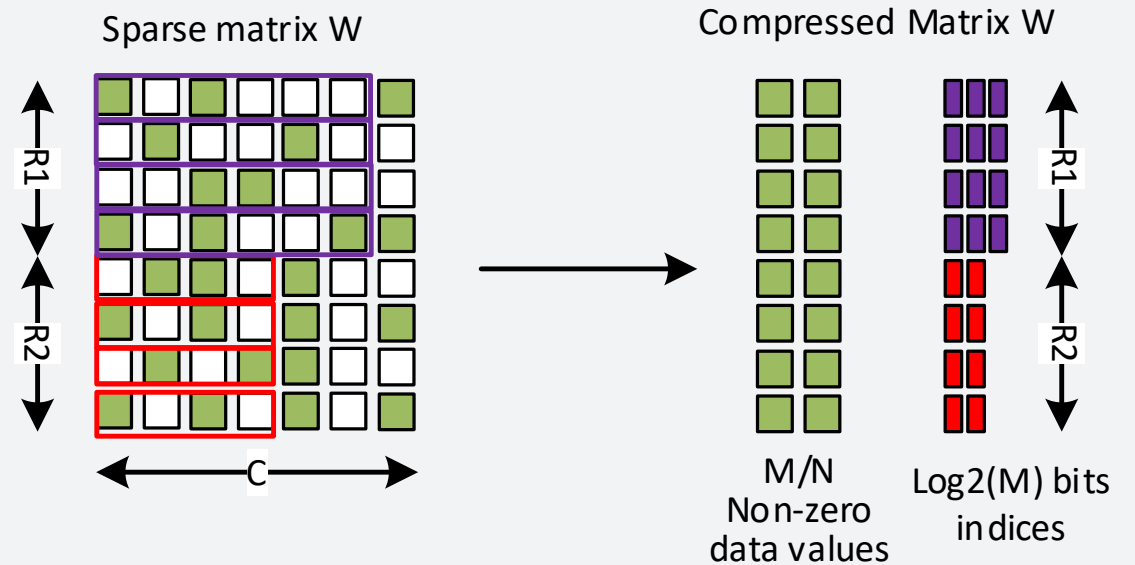 Sparse matrix W
Compressed Matrix W
R1
R2
C
R1
R2
M/N
Non-zero
data values
Log2(M) bits
indices